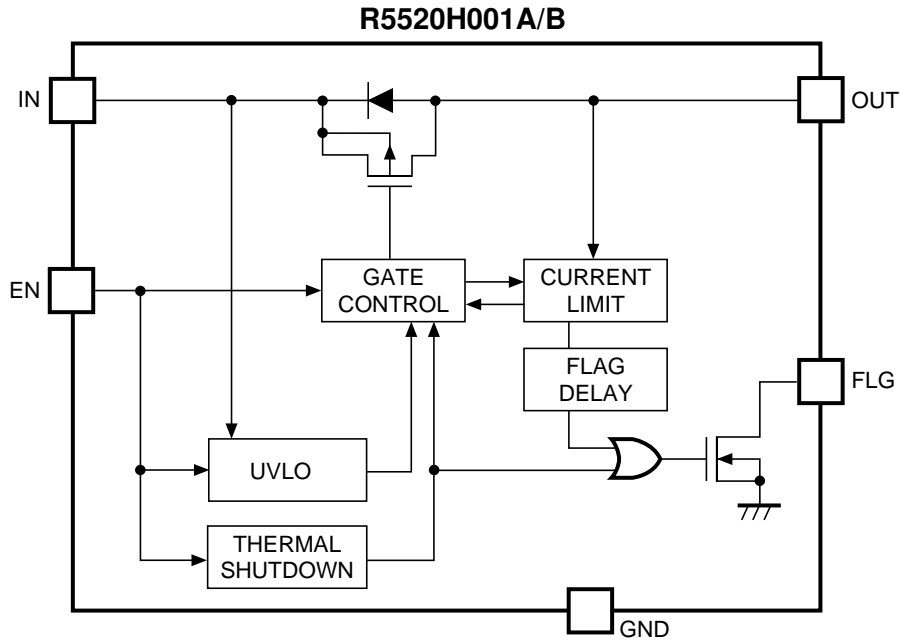 R5520H001A/B
IN
OUT
EN
GATE
CONTROL
CURRENT
LIMIT
FLAG
DELAY
FLG
UVLO
THERMAL
SHUTDOWN
GND